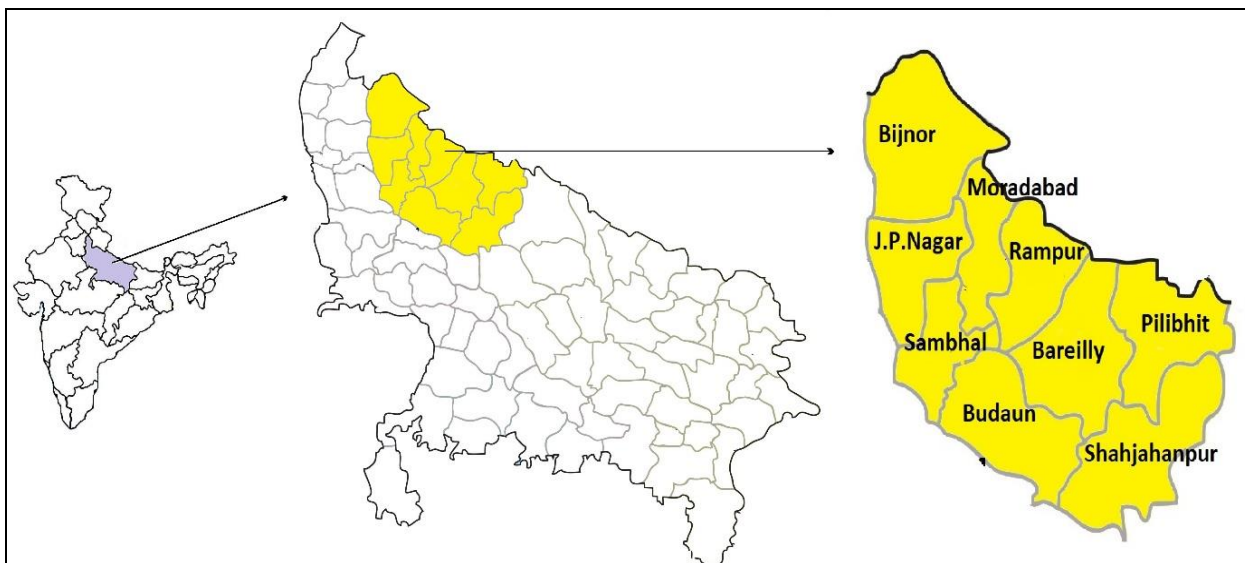 Bijnor
Moradabad
J.P.Nagar
Rampur
Pilibhit
Sambhal
Bareilly
Budaun
Shahjahanpur